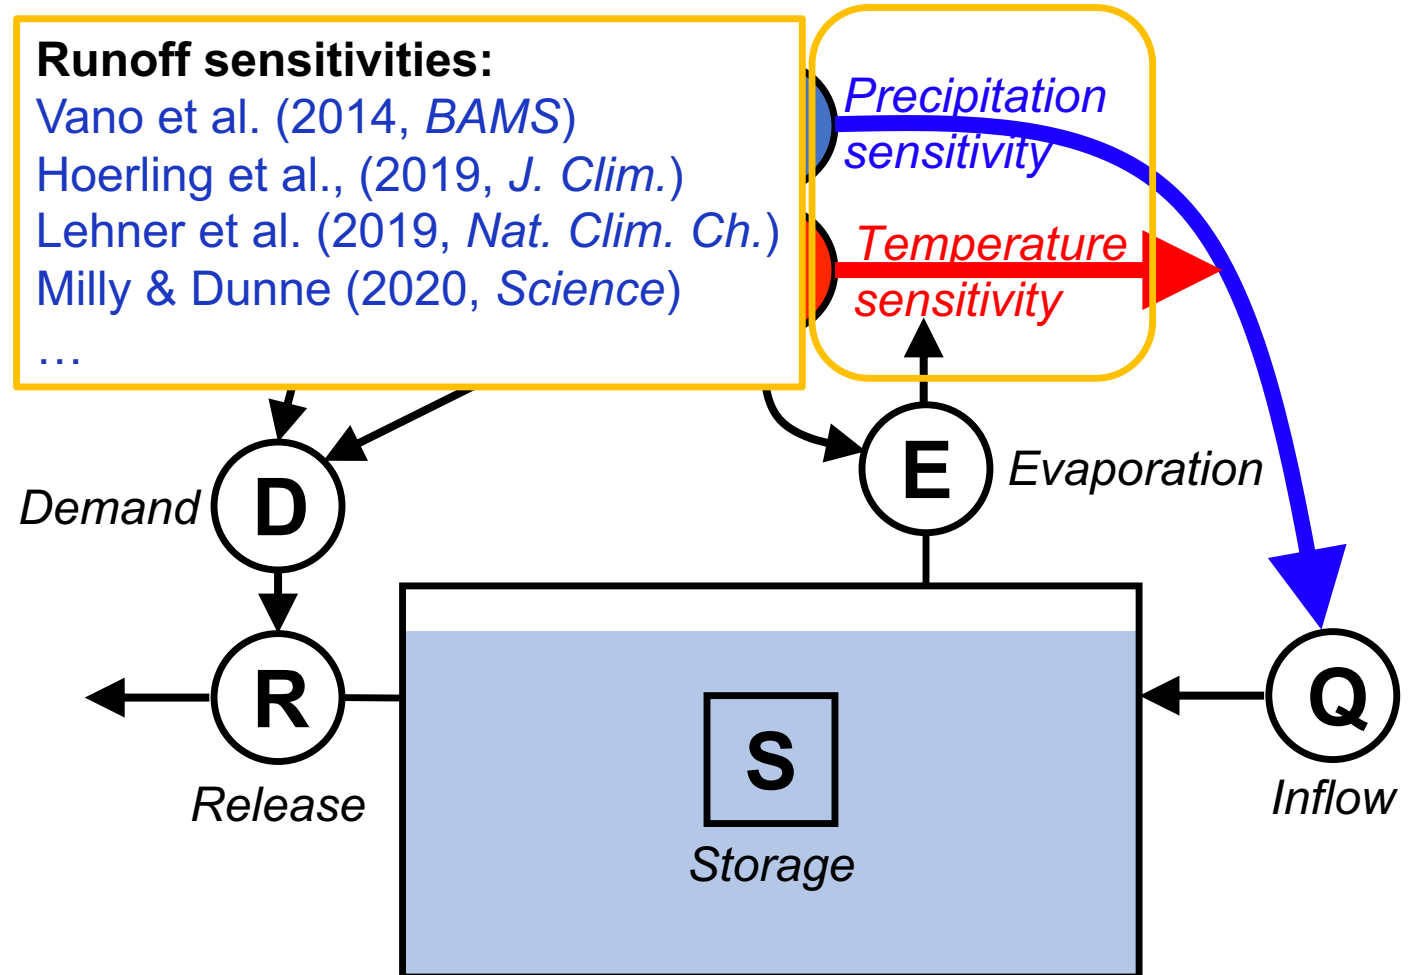 Runoff sensitivities:
Vano et al. (2014, BAMS)
Hoerling et al., (2019, J. Clim.)
Lehner et al. (2019, Nat. Clim. Ch.)
Milly & Dunne (2020, Science)
…
Precipitation
sensitivity
Temperature
sensitivity
D
Demand
E
Evaporation
R
Release
S
Storage
Q
Inflow